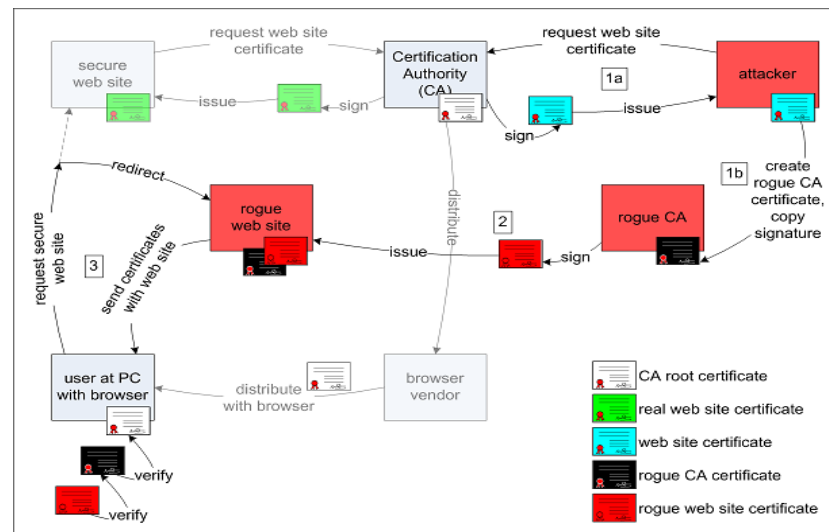 request web site
certificate
secure
web site
issue
sign
Certification
Authority
(CA)
request web site
certificate
1a
attacker
sign
issue
1b
create
rogue CA
certificate,
copy
signature
redirect
rogue
web site
distribute
2
issue
sign
rogue CA
request secure
web site
3
send certificates
with web site
user at PC
with browser
distribute
with browser
browser
vendor
verify
verify
CA root certificate
real web site certificate
web site certificate
rogue CA certificate
rogue web site certificate